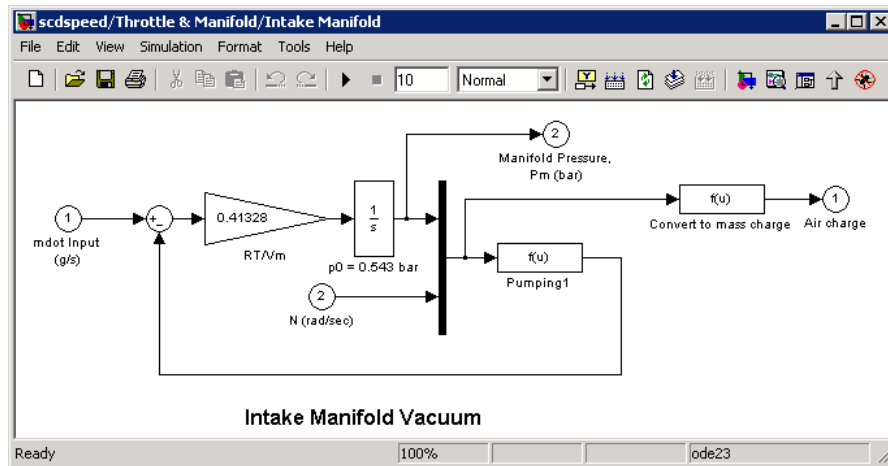 scdspeed/Throttle & Manifold/Intake Manifold
File Edit View Simulation Format Tools Help
10 Normal
2
Manifold Pressure,
Pm (bar)
1
mdot Input
(g/s)
+
-
0.41328
RT/Vm
1
s
p0 = 0.543 bar
f(u)
Convert to mass charge
1
Air charge
f(u)
Pumping1
2
N (rad/sec)
Intake Manifold Vacuum
Ready 100% ode23